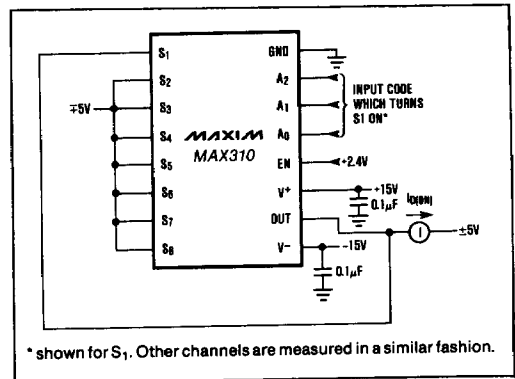 S1
S2
S3
S4
S5
S6
S7
S8
∓5V
MAXIM
MAX310
GND
A2
A1
A0
EN
V+
OUT
V−
INPUT CODE
WHICH TURNS
S1 ON*
+2.4V
+15V
0.1μF
ID(ON)
I
±5V
−15V
0.1μF
* shown for S1. Other channels are measured in a similar fashion.